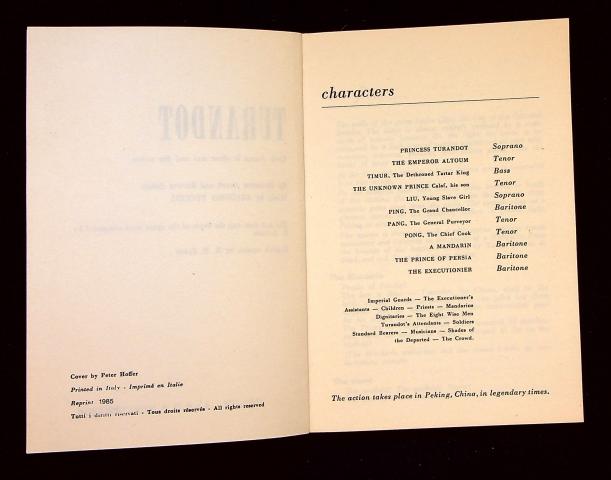 TURANDOT
Cover by Peter Hoffer
Printed in Italy - Imprimé en Italie
Reprint 1985
Tutti i diritti riservati - Tous droits réservés - All rights reserved
characters
PRINCESS TURANDOT Soprano
THE EMPEROR ALTOUM Tenor
TIMUR, The Dethroned Tartar King Bass
THE UNKNOWN PRINCE Calaf, his son Tenor
LIU, Young Slave Girl Soprano
PING, The Grand Chancellor Baritone
PANG, The General Purveyor Tenor
PONG, The Chief Cook Tenor
A MANDARIN Baritone
THE PRINCE OF PERSIA Baritone
THE EXECUTIONIER Baritone
Imperial Guards — The Executioner's
Assistants — Children — Priests — Mandarins
Dignitaries — The Eight Wise Men
Turandot's Attendants — Soldiers
Standard Bearers — Musicians — Shades of
the Departed — The Crowd.
The action takes place in Peking, China, in legendary times.